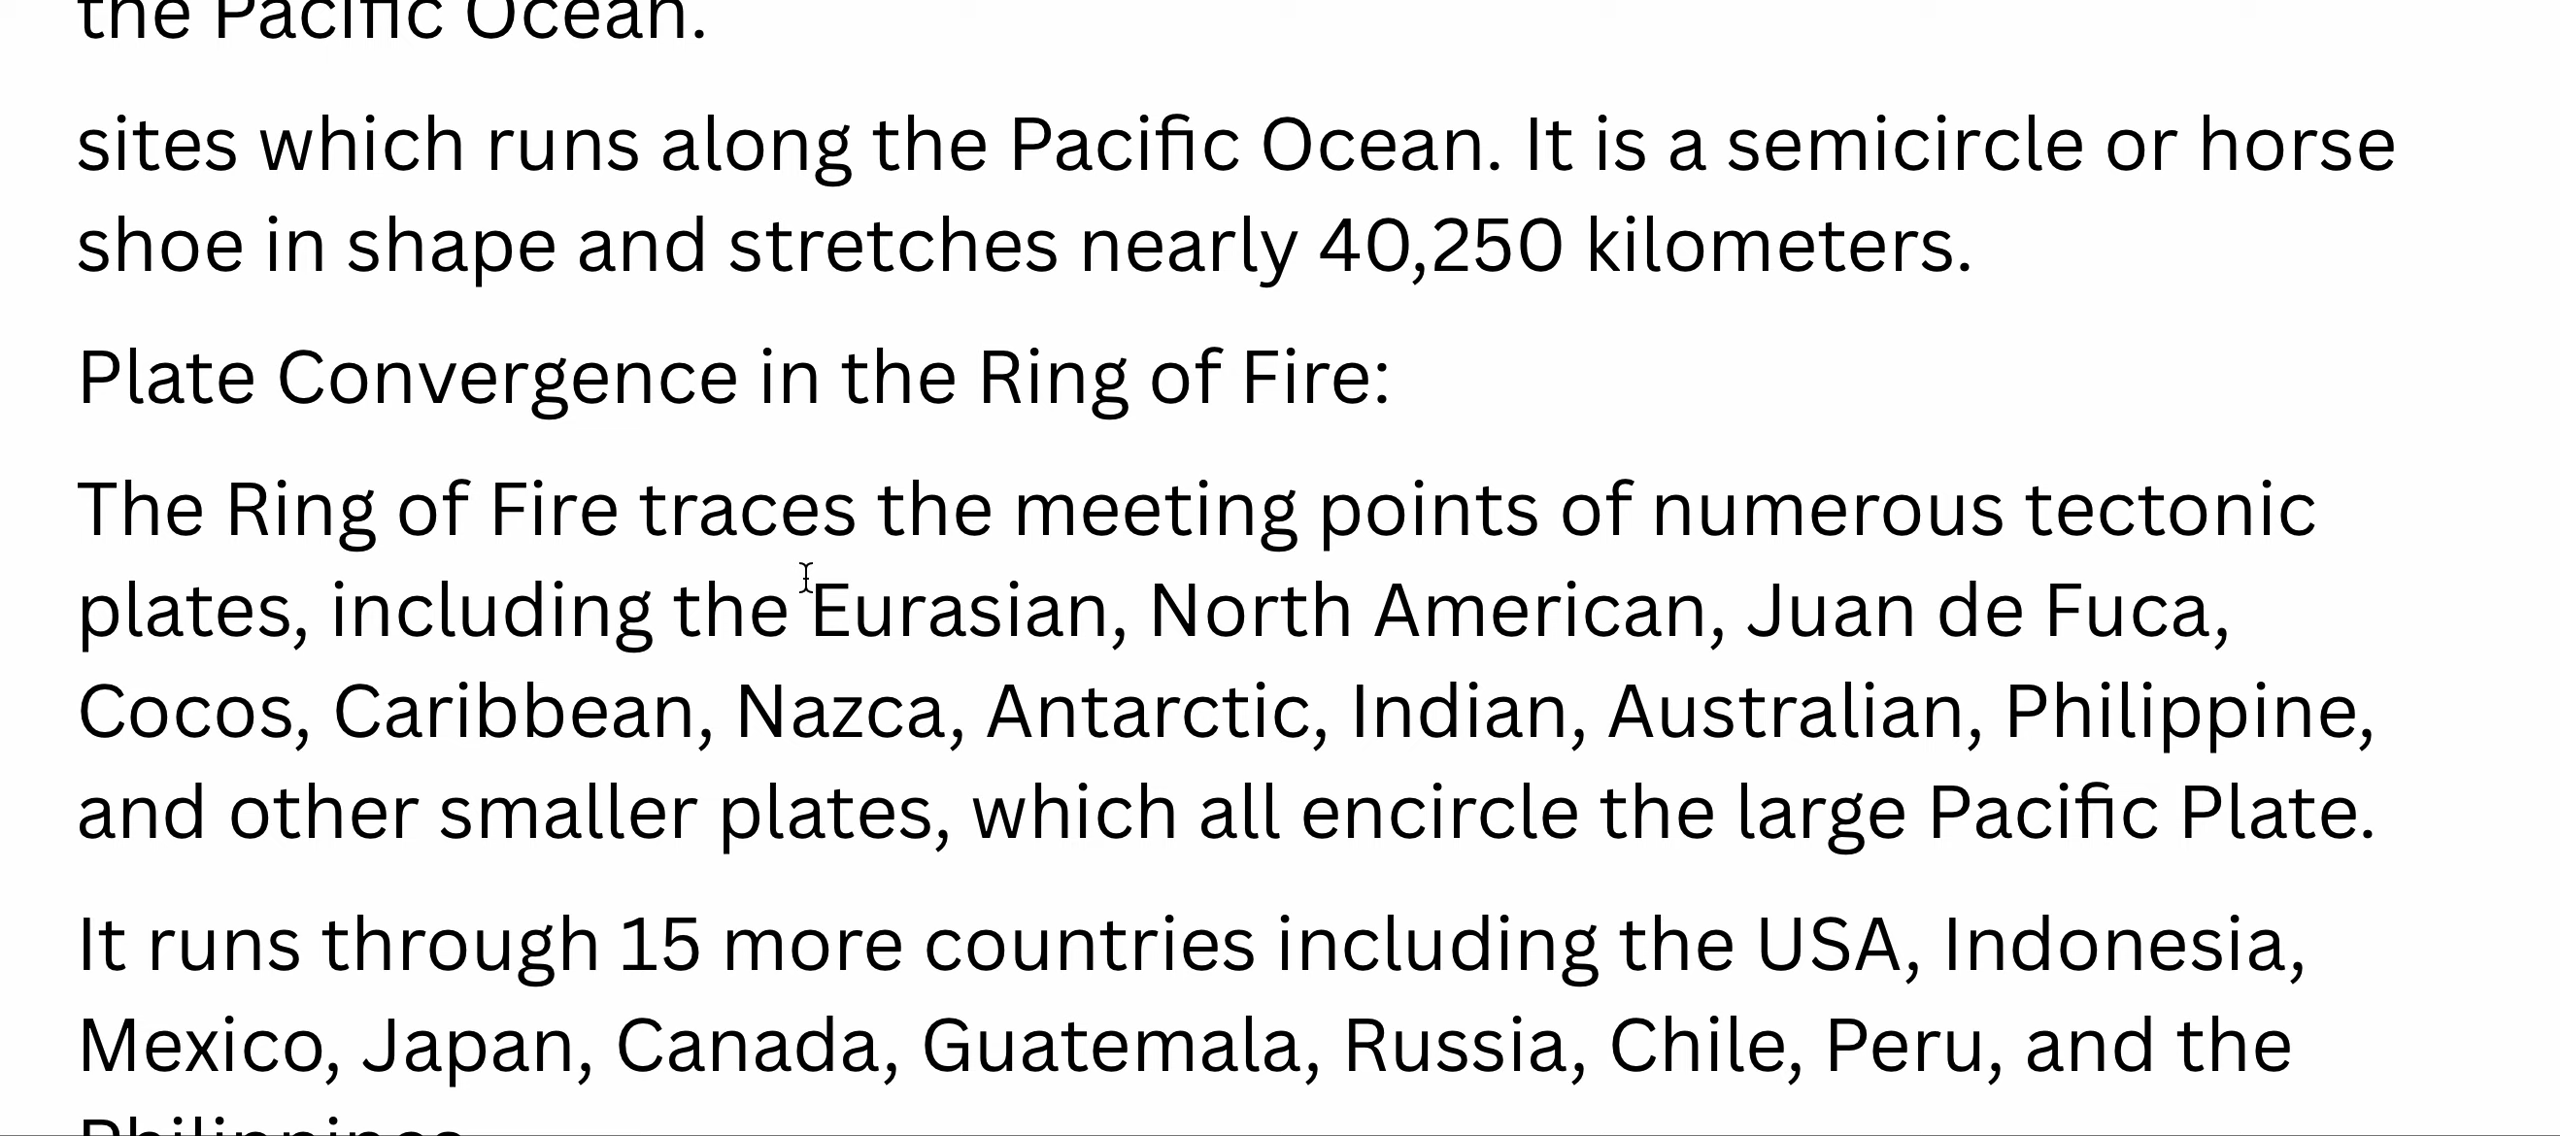 the Pacific Ocean.
sites which runs along the Pacific Ocean. It is a semicircle or horse
shoe in shape and stretches nearly 40,250 kilometers.
Plate Convergence in the Ring of Fire:
The Ring of Fire traces the meeting points of numerous tectonic
plates, including the Eurasian, North American, Juan de Fuca,
Cocos, Caribbean, Nazca, Antarctic, Indian, Australian, Philippine,
and other smaller plates, which all encircle the large Pacific Plate.
It runs through 15 more countries including the USA, Indonesia,
Mexico, Japan, Canada, Guatemala, Russia, Chile, Peru, and the
Philippines